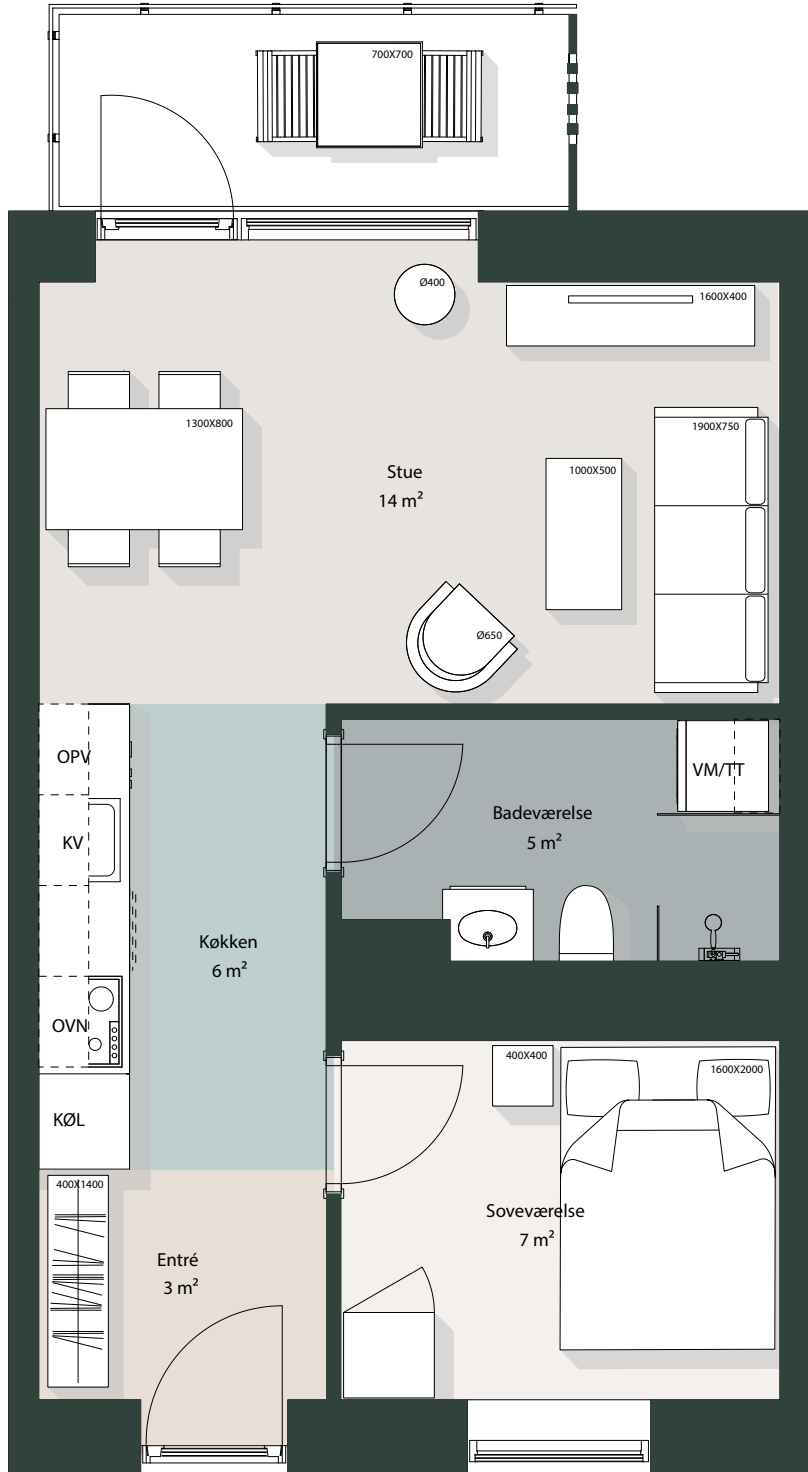 700X700
Ø400
1600X400
1300X800
1900X750
Stue
14 m²
1000X500
Ø650
OPV
VM/TT
Badeværelse
5 m²
KV
Køkken
6 m²
OVN
KØL
400X400
1600X2000
400X1400
Soveværelse
7 m²
Entré
3 m²